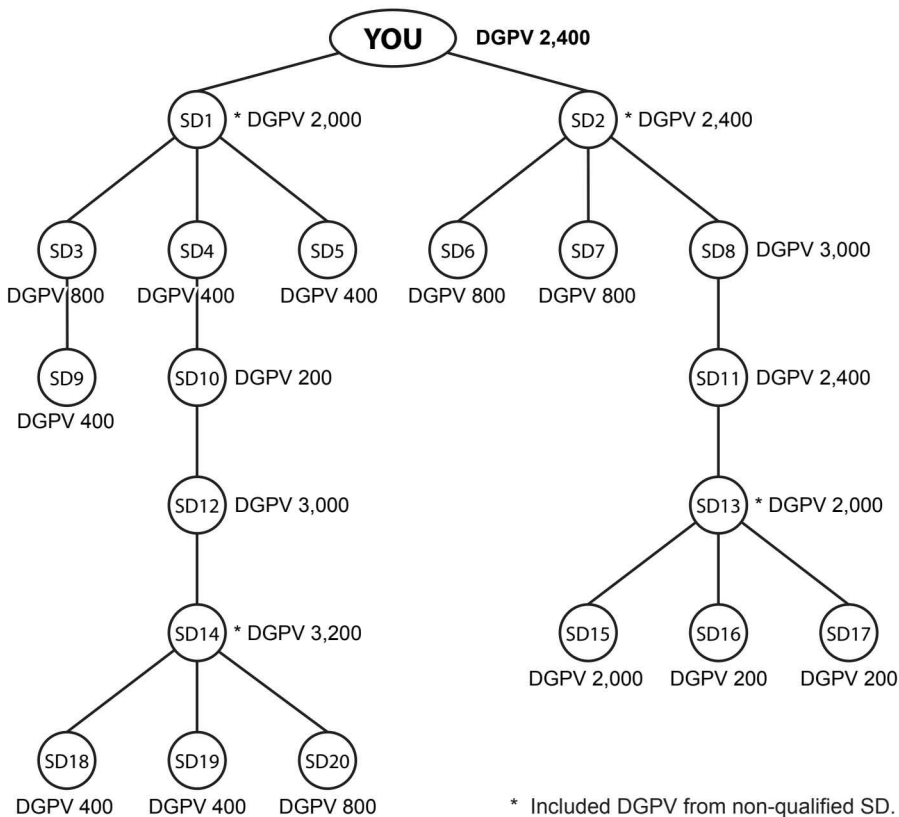 YOU DGPV 2,400
SD1 * DGPV 2,000 SD2 * DGPV 2,400
SD3 SD4 SD5 SD6 SD7 SD8 DGPV 3,000
DGPV 800 DGPV 400 DGPV 400 DGPV 800 DGPV 800
SD9 SD10 DGPV 200 SD11 DGPV 2,400
DGPV 400
SD12 DGPV 3,000 SD13 * DGPV 2,000
SD14 * DGPV 3,200 SD15 SD16 SD17
DGPV 2,000 DGPV 200 DGPV 200
SD18 SD19 SD20
DGPV 400 DGPV 400 DGPV 800
* Included DGPV from non-qualified SD.